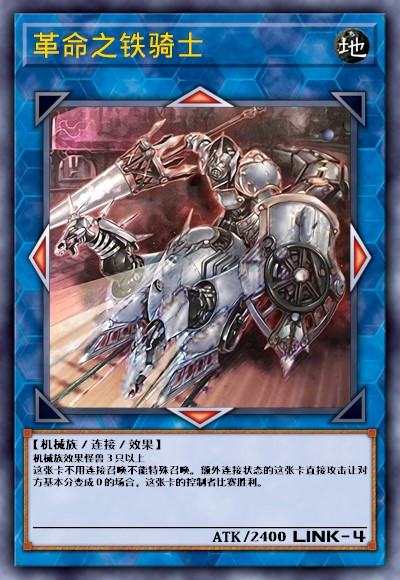 革命之铁骑士
地
【机械族／连接／效果】
机械族效果怪兽３只以上
这张卡不用连接召唤不能特殊召唤。额外连接状态的这张卡直接攻击让对
方基本分变成０的场合，这张卡的控制者比赛胜利。
ATK/2400 LINK-4